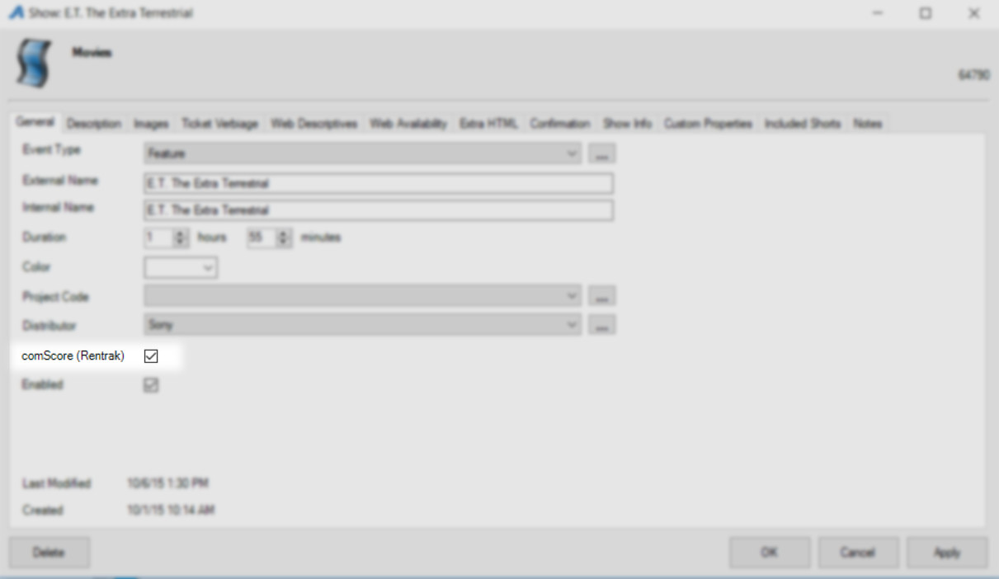 Show: E.T. The Extra Terrestrial
Movies
64790
General Description Images Ticket Verbiage Web Descriptives Web Availability Extra HTML Confirmation Show Info Custom Properties Included Shorts Notes
Event Type Feature ...
External Name E.T. The Extra Terrestrial
Internal Name E.T. The Extra Terrestrial
Duration 1 hours 55 minutes
Color
Project Code ...
Distributor Sony ...
comScore (Rentrak)
Enabled
Last Modified 10/6/15 1:30 PM
Created 10/1/15 10:14 AM
Delete OK Cancel Apply